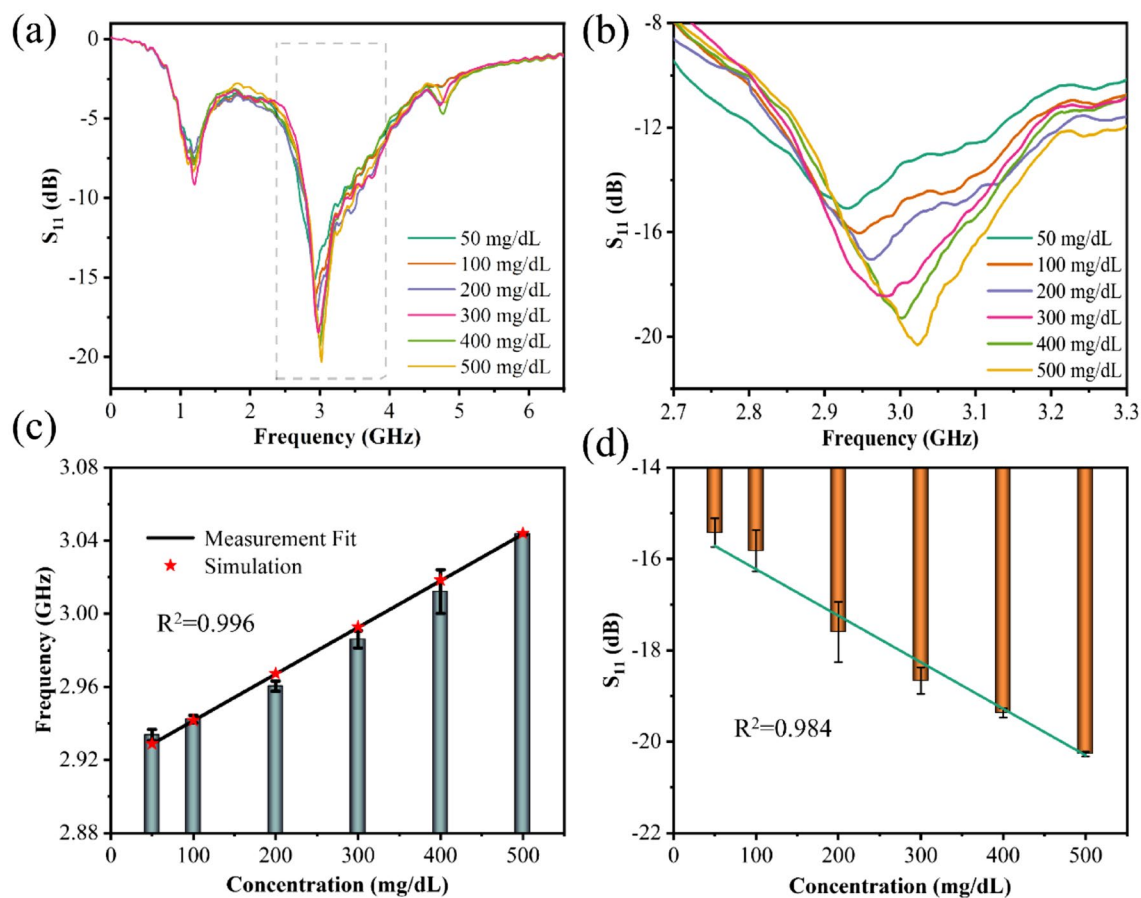 (a)
0
-5
-10
-15
-20
S11 (dB)
50 mg/dL
100 mg/dL
200 mg/dL
300 mg/dL
400 mg/dL
500 mg/dL
0 1 2 3 4 5 6
Frequency (GHz)
(b)
-8
-12
-16
-20
S11 (dB)
50 mg/dL
100 mg/dL
200 mg/dL
300 mg/dL
400 mg/dL
500 mg/dL
2.7 2.8 2.9 3.0 3.1 3.2 3.3
Frequency (GHz)
(c)
3.08
3.04
3.00
2.96
2.92
2.88
Frequency (GHz)
Measurement Fit
Simulation
R²=0.996
0 100 200 300 400 500
Concentration (mg/dL)
(d)
-14
-16
-18
-20
-22
S11 (dB)
R²=0.984
0 100 200 300 400 500
Concentration (mg/dL)